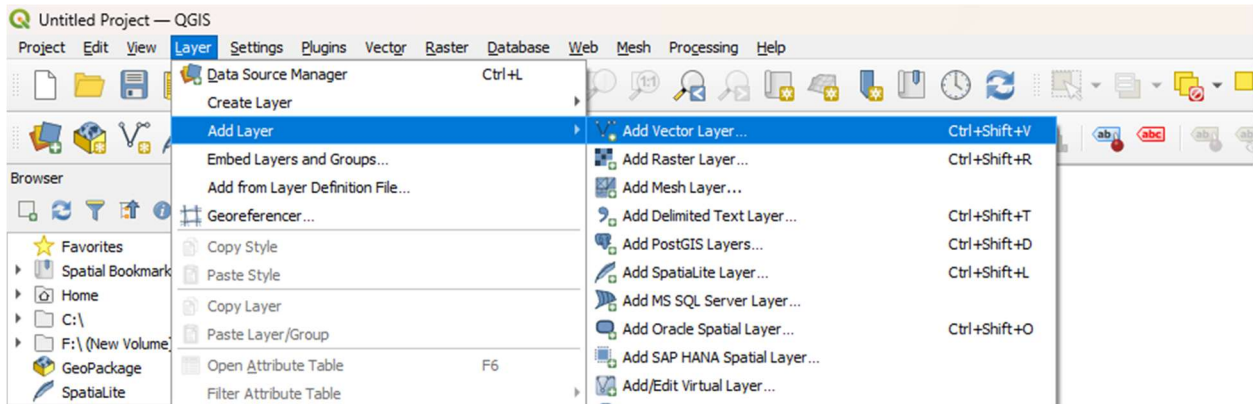 Untitled Project — QGIS
Project Edit View Layer Settings Plugins Vector Raster Database Web Mesh Processing Help
Data Source Manager Ctrl+L
Create Layer
Add Layer
Embed Layers and Groups...
Add from Layer Definition File...
Georeferencer...
Copy Style
Paste Style
Copy Layer
Paste Layer/Group
Open Attribute Table F6
Filter Attribute Table
Add Vector Layer... Ctrl+Shift+V
Add Raster Layer... Ctrl+Shift+R
Add Mesh Layer...
Add Delimited Text Layer... Ctrl+Shift+T
Add PostGIS Layers... Ctrl+Shift+D
Add SpatiaLite Layer... Ctrl+Shift+L
Add MS SQL Server Layer...
Add Oracle Spatial Layer... Ctrl+Shift+O
Add SAP HANA Spatial Layer...
Add/Edit Virtual Layer...
1:1
ab
abc
ab
Browser
Favorites
Spatial Bookmark
Home
C:\
F:\ (New Volume)
GeoPackage
SpatiaLite